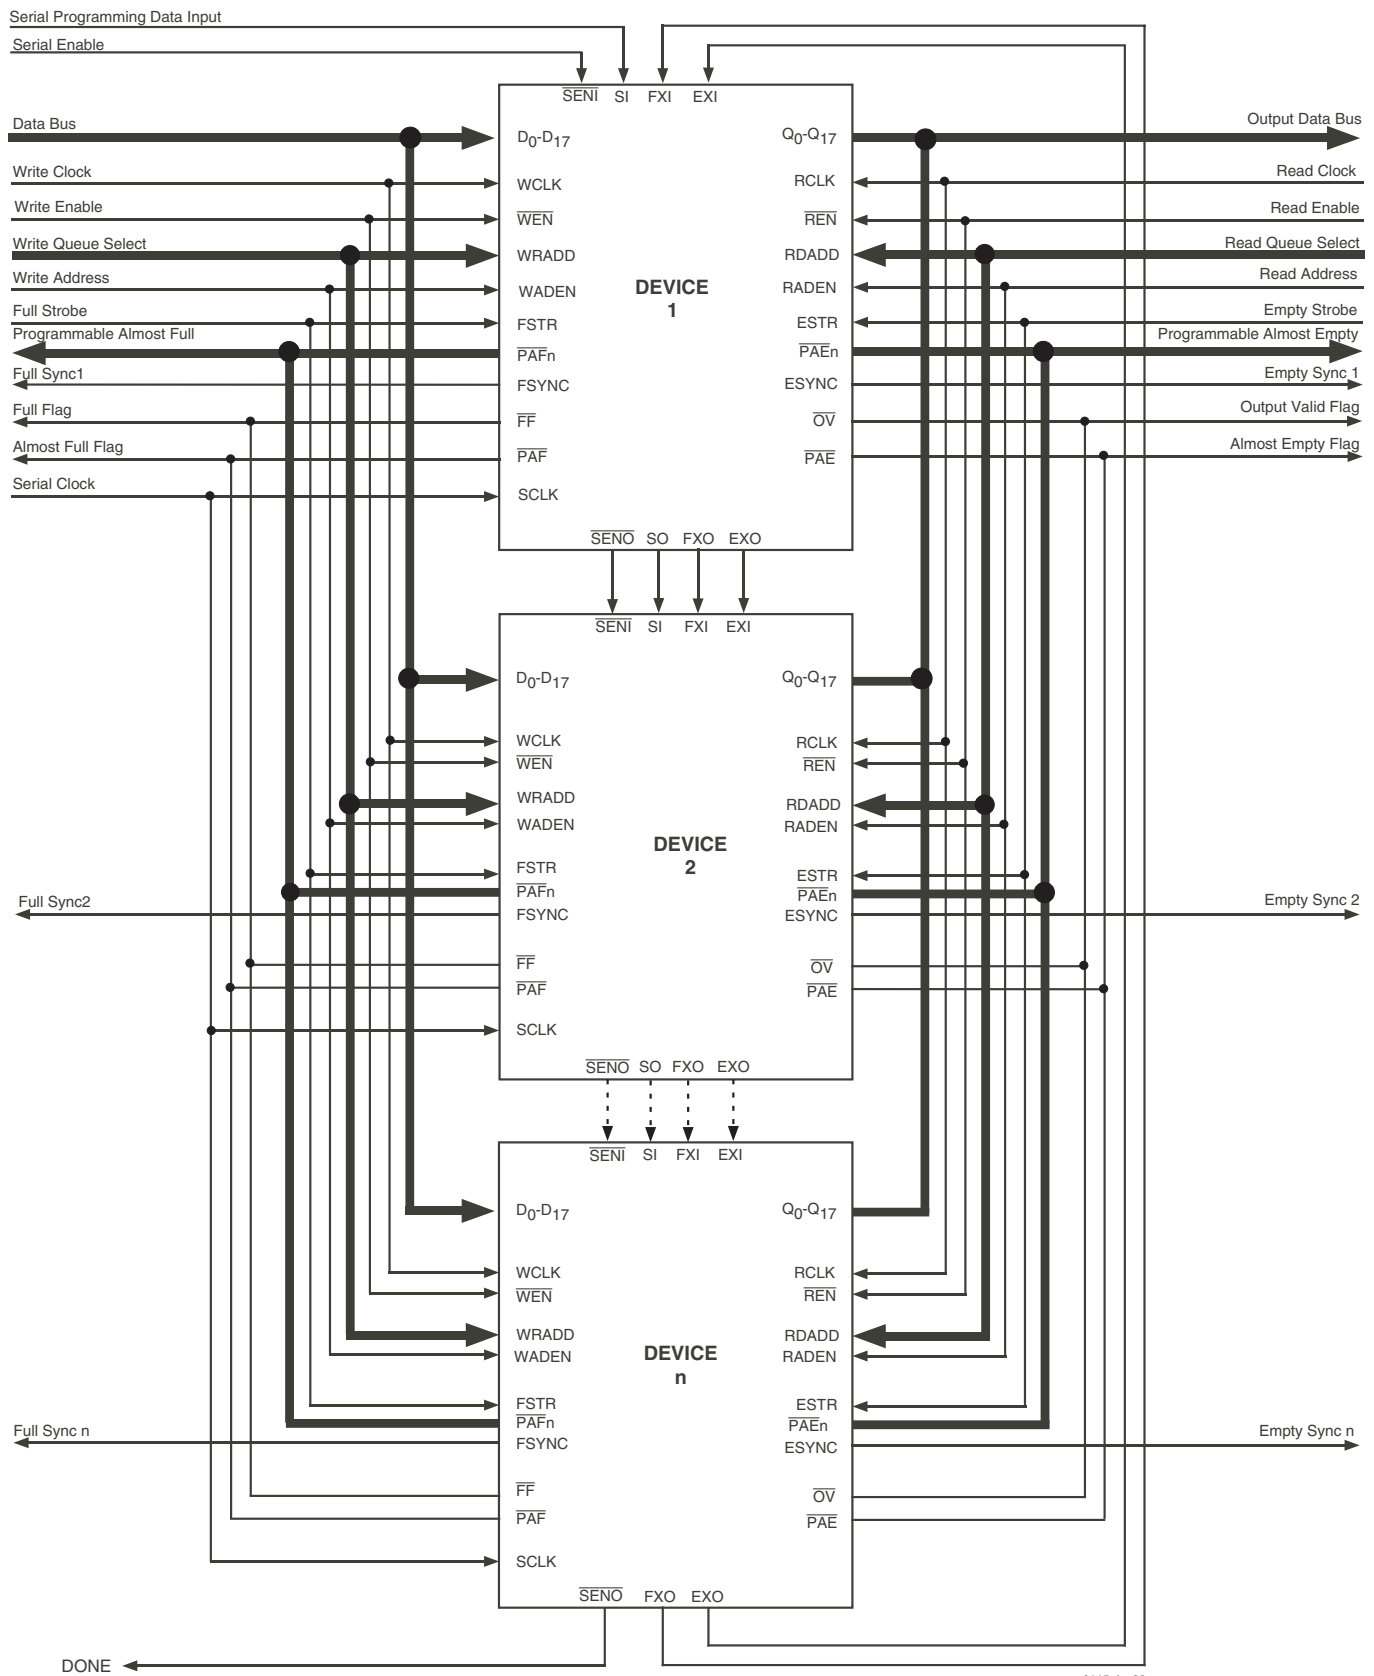 Serial Programming Data Input
Serial Enable
SENI SI FXI EXI
Data Bus D0-D17 Q0-Q17 Output Data Bus
Write Clock WCLK RCLK Read Clock
Write Enable WEN REN Read Enable
Write Queue Select WRADD RDADD Read Queue Select
Write Address WADEN RADEN Read Address
DEVICE
1
Full Strobe FSTR ESTR Empty Strobe
Programmable Almost Full PAFn PAEn Programmable Almost Empty
Full Sync1 FSYNC ESYNC Empty Sync 1
Full Flag FF OV Output Valid Flag
Almost Full Flag PAF PAE Almost Empty Flag
Serial Clock SCLK
SENO SO FXO EXO
SENI SI FXI EXI
D0-D17 Q0-Q17
WCLK RCLK
WEN REN
WRADD RDADD
WADEN RADEN
DEVICE
2
FSTR ESTR
PAFn PAEn
Full Sync2 FSYNC ESYNC Empty Sync 2
FF OV
PAF PAE
SCLK
SENO SO FXO EXO
SENI SI FXI EXI
D0-D17 Q0-Q17
WCLK RCLK
WEN REN
WRADD RDADD
WADEN RADEN
DEVICE
n
FSTR ESTR
PAFn PAEn
Full Sync n FSYNC ESYNC Empty Sync n
FF OV
PAF PAE
SCLK
SENO FXO EXO
DONE